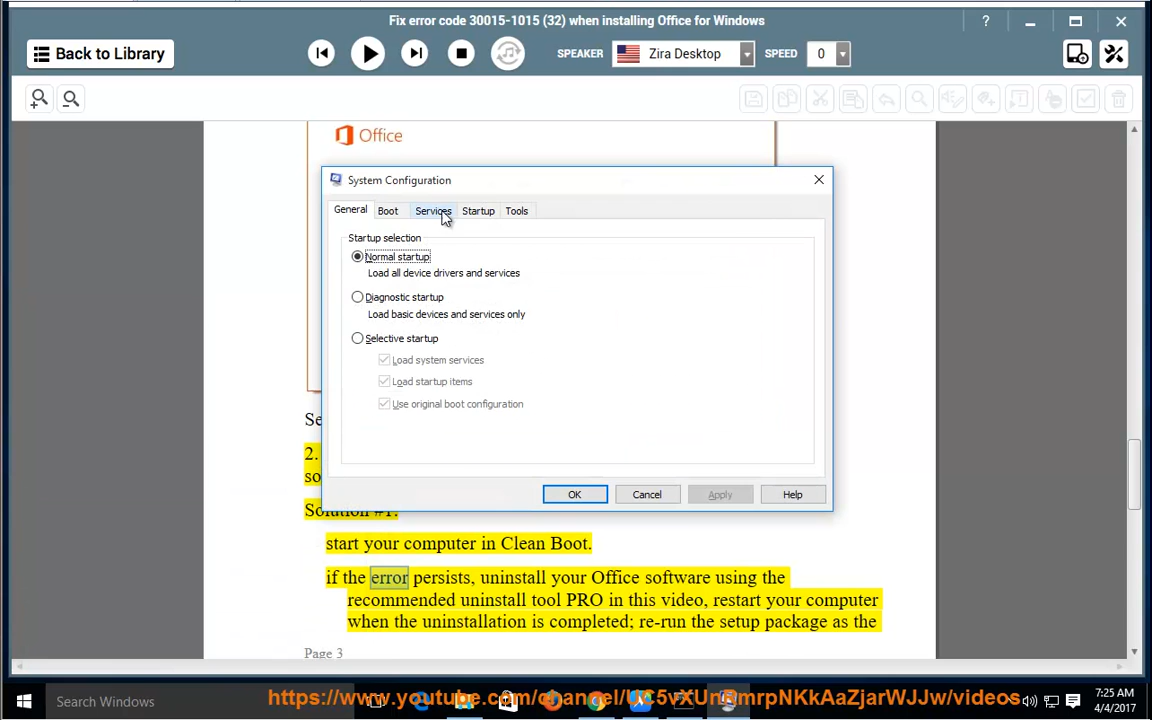 Fix error code 30015-1015 (32) when installing Office for Windows
?
Back to Library
SPEAKER
Zira Desktop
SPEED
0
Office
System Configuration
General
Boot
Services
Startup
Tools
Startup selection
Normal startup
Load all device drivers and services
Diagnostic startup
Load basic devices and services only
Selective startup
Load system services
Load startup items
Use original boot configuration
OK
Cancel
Apply
Help
Se
2.
so
Solution #1:
start your computer in Clean Boot.
if the error persists, uninstall your Office software using the
recommended uninstall tool PRO in this video, restart your computer
when the uninstallation is completed; re-run the setup package as the
Page 3
Search Windows
7:25 AM
4/4/2017